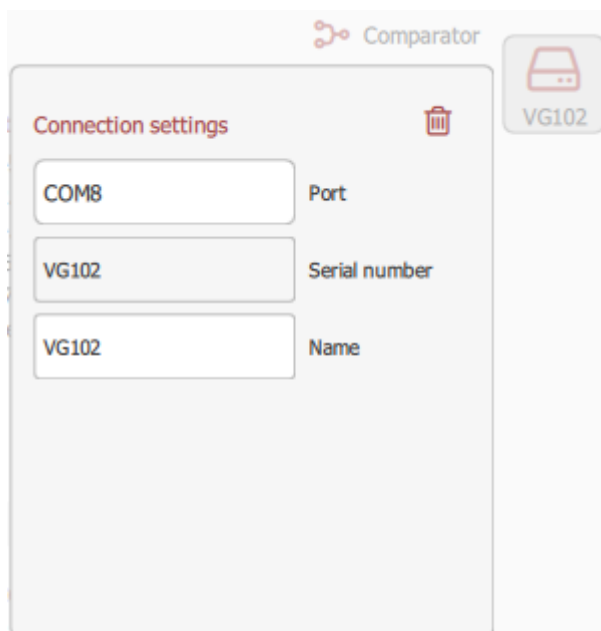 Comparator
VG102
Connection settings
COM8 Port
VG102 Serial number
VG102 Name